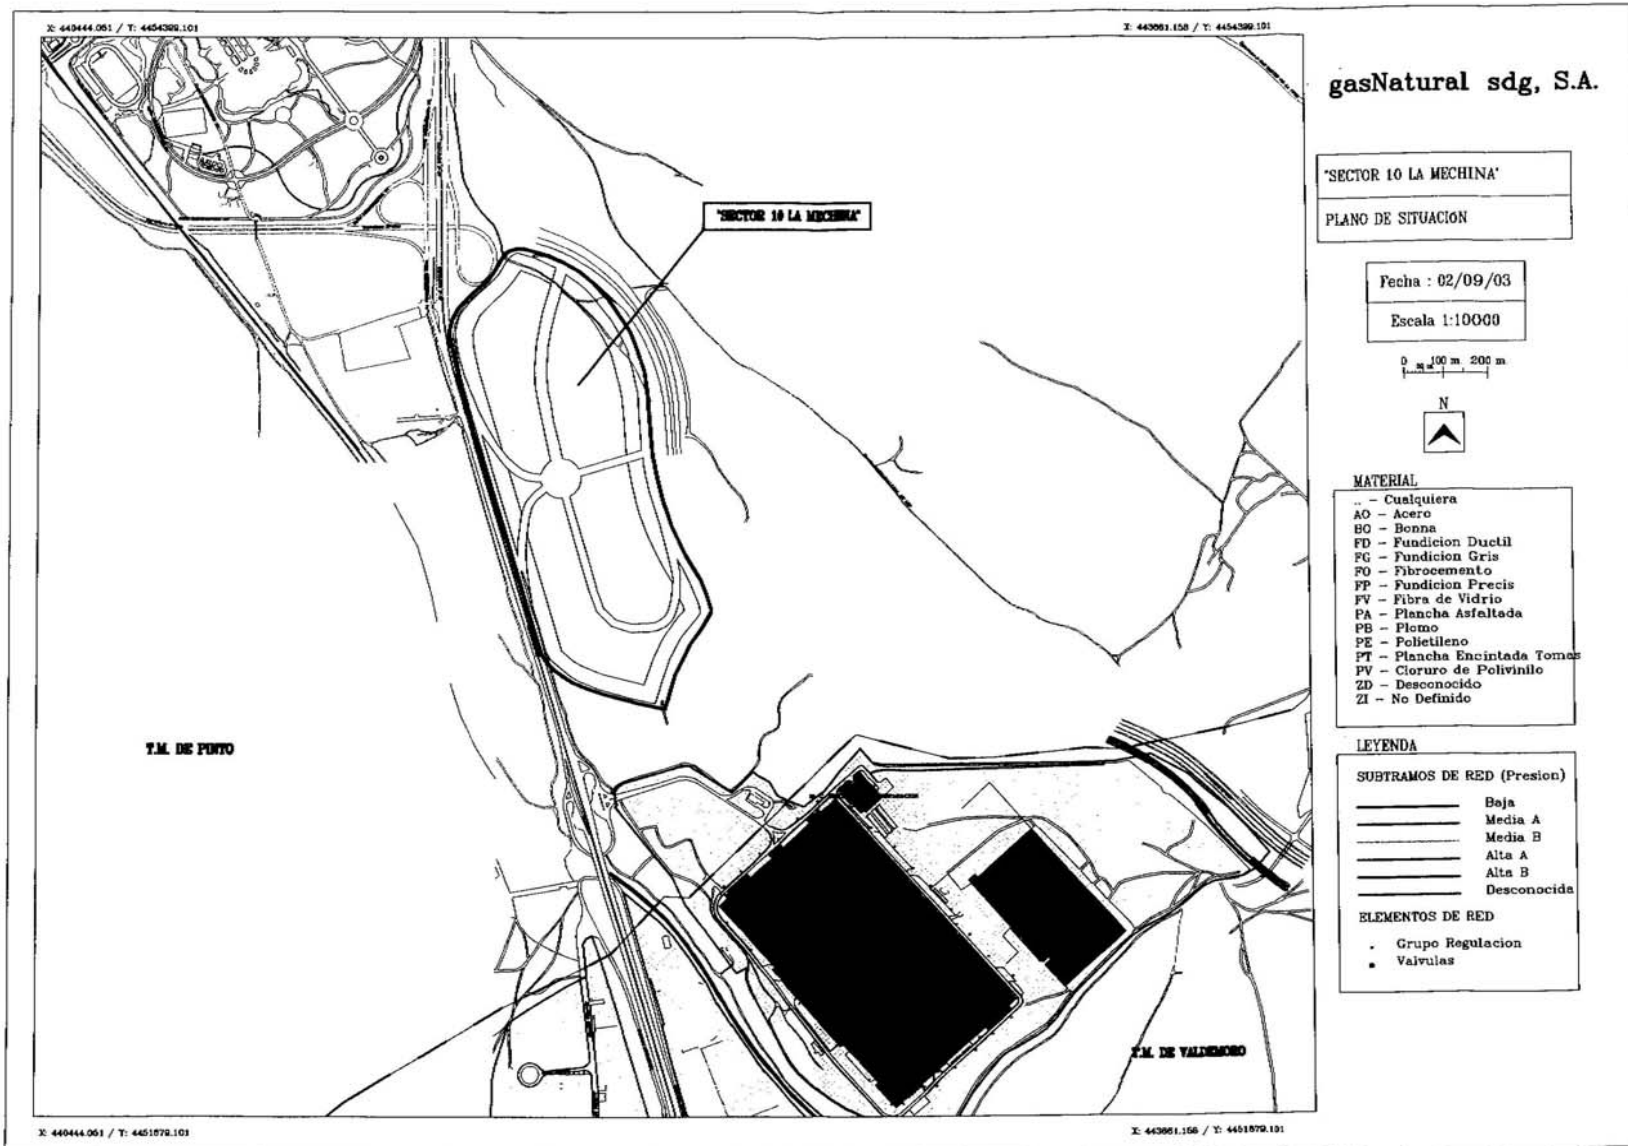 X: 440444.061 / Y: 4454399.101
X: 443661.156 / Y: 4454399.101
gasNatural sdg, S.A.
"SECTOR 10 LA MECHINA"
PLANO DE SITUACION
"SECTOR 10 LA MECHINA"
Fecha : 02/09/03
Escala 1:10000
0 50 m 100 m 200 m
N
MATERIAL
.. - Cualquiera
AO - Acero
BO - Bonna
FD - Fundicion Ductil
FG - Fundicion Gris
FO - Fibrocemento
FP - Fundicion Precis
FV - Fibra de Vidrio
PA - Plancha Asfaltada
PB - Plomo
PE - Polietileno
PT - Plancha Encintada Tomas
PV - Cloruro de Polivinilo
ZD - Desconocido
ZI - No Definido
T.M. DE PINTO
LEYENDA
SUBTRAMOS DE RED (Presion)
Baja
Media A
Media B
Alta A
Alta B
Desconocida
ELEMENTOS DE RED
Grupo Regulacion
Valvulas
T.M. DE VALDEMORO
X: 440444.061 / Y: 4451679.101
X: 443661.156 / Y: 4451679.101